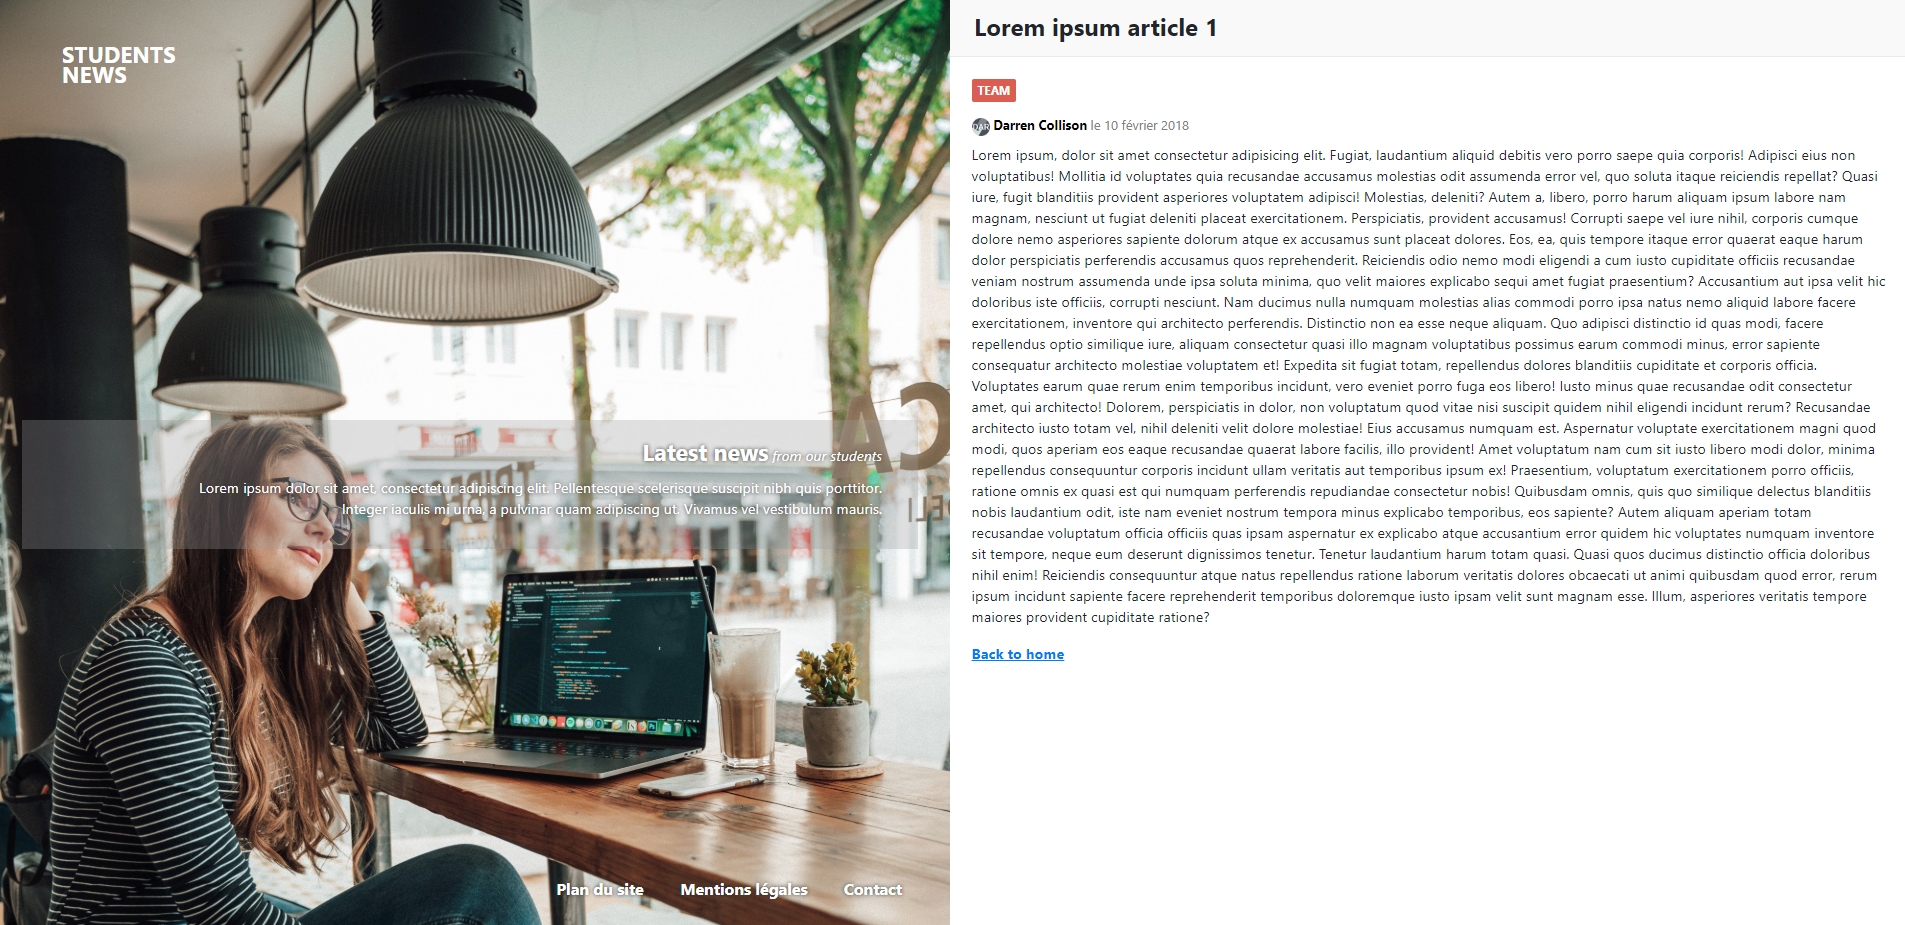 STUDENTS
NEWS
Latest news from our students
Lorem ipsum dolor sit amet, consectetur adipiscing elit. Pellentesque scelerisque suscipit nibh quis porttitor.
Integer iaculis mi urna, a pulvinar quam adipiscing ut. Vivamus vel vestibulum mauris.
Plan du site Mentions légales Contact
Lorem ipsum article 1
TEAM
Darren Collison le 10 février 2018
Lorem ipsum, dolor sit amet consectetur adipisicing elit. Fugiat, laudantium aliquid debitis vero porro saepe quia corporis! Adipisci eius non
voluptatibus! Mollitia id voluptates quia recusandae accusamus molestias odit assumenda error vel, quo soluta itaque reiciendis repellat? Quasi
iure, fugit blanditiis provident asperiores voluptatem adipisci! Molestias, deleniti? Autem a, libero, porro harum aliquam ipsum labore nam
magnam, nesciunt ut fugiat deleniti placeat exercitationem. Perspiciatis, provident accusamus! Corrupti saepe vel iure nihil, corporis cumque
dolore nemo asperiores sapiente dolorum atque ex accusamus sunt placeat dolores. Eos, ea, quis tempore itaque error quaerat eaque harum
dolor perspiciatis perferendis accusamus quos reprehenderit. Reiciendis odio nemo modi eligendi a cum iusto cupiditate officiis recusandae
veniam nostrum assumenda unde ipsa soluta minima, quo velit maiores explicabo sequi amet fugiat praesentium? Accusantium aut ipsa velit hic
doloribus iste officiis, corrupti nesciunt. Nam ducimus nulla numquam molestias alias commodi porro ipsa natus nemo aliquid labore facere
exercitationem, inventore qui architecto perferendis. Distinctio non ea esse neque aliquam. Quo adipisci distinctio id quas modi, facere
repellendus optio similique iure, aliquam consectetur quasi illo magnam voluptatibus possimus earum commodi minus, error sapiente
consequatur architecto molestiae voluptatem et! Expedita sit fugiat totam, repellendus dolores blanditiis cupiditate et corporis officia.
Voluptates earum quae rerum enim temporibus incidunt, vero eveniet porro fuga eos libero! Iusto minus quae recusandae odit consectetur
amet, qui architecto! Dolorem, perspiciatis in dolor, non voluptatum quod vitae nisi suscipit quidem nihil eligendi incidunt rerum? Recusandae
architecto iusto totam vel, nihil deleniti velit dolore molestiae! Eius accusamus numquam est. Aspernatur voluptate exercitationem magni quod
modi, quos aperiam eos eaque recusandae quaerat labore facilis, illo provident! Amet voluptatum nam cum sit iusto libero modi dolor, minima
repellendus consequuntur corporis incidunt ullam veritatis aut temporibus ipsum ex! Praesentium, voluptatum exercitationem porro officiis,
ratione omnis ex quasi est qui numquam perferendis repudiandae consectetur nobis! Quibusdam omnis, quis quo similique delectus blanditiis
nobis laudantium odit, iste nam eveniet nostrum tempora minus explicabo temporibus, eos sapiente? Autem aliquam aperiam totam
recusandae voluptatum officia officiis quas ipsam aspernatur ex explicabo atque accusantium error quidem hic voluptates numquam inventore
sit tempore, neque eum deserunt dignissimos tenetur. Tenetur laudantium harum totam quasi. Quasi quos ducimus distinctio officia doloribus
nihil enim! Reiciendis consequuntur atque natus repellendus ratione laborum veritatis dolores obcaecati ut animi quibusdam quod error, rerum
ipsum incidunt sapiente facere reprehenderit temporibus doloremque iusto ipsam velit sunt magnam esse. Illum, asperiores veritatis tempore
maiores provident cupiditate ratione?
Back to home